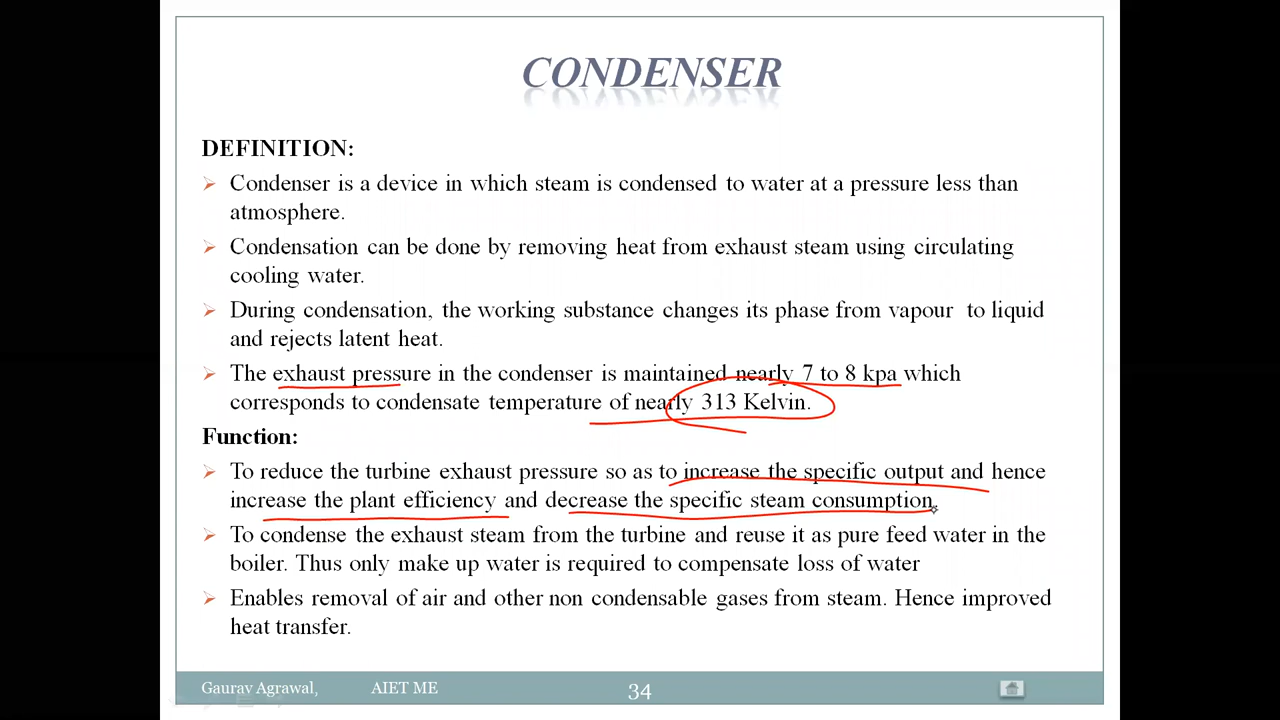 CONDENSER
DEFINITION:
Condenser is a device in which steam is condensed to water at a pressure less than
atmosphere.
Condensation can be done by removing heat from exhaust steam using circulating
cooling water.
During condensation, the working substance changes its phase from vapour to liquid
and rejects latent heat.
The exhaust pressure in the condenser is maintained nearly 7 to 8 kpa which
corresponds to condensate temperature of nearly 313 Kelvin.
Function:
To reduce the turbine exhaust pressure so as to increase the specific output and hence
increase the plant efficiency and decrease the specific steam consumption.
To condense the exhaust steam from the turbine and reuse it as pure feed water in the
boiler. Thus only make up water is required to compensate loss of water
Enables removal of air and other non condensable gases from steam. Hence improved
heat transfer.
Gaurav Agrawal, AIET ME 34